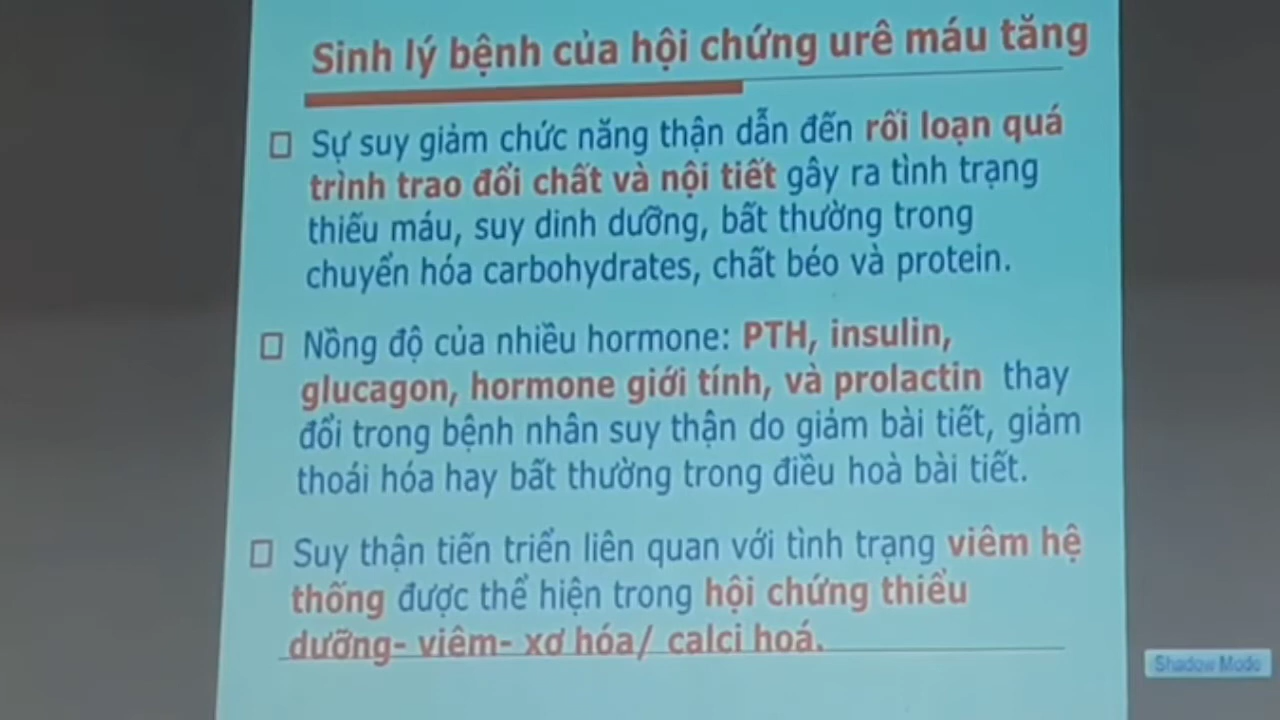 Sinh lý bệnh của hội chứng urê máu tăng
Sự suy giảm chức năng thận dẫn đến rối loạn quá
trình trao đổi chất và nội tiết gây ra tình trạng
thiếu máu, suy dinh dưỡng, bất thường trong
chuyển hóa carbohydrates, chất béo và protein.
Nồng độ của nhiều hormone: PTH, insulin,
glucagon, hormone giới tính, và prolactin thay
đổi trong bệnh nhân suy thận do giảm bài tiết, giảm
thoái hóa hay bất thường trong điều hoà bài tiết.
Suy thận tiến triển liên quan với tình trạng viêm hệ
thống được thể hiện trong hội chứng thiểu
dưỡng- viêm- xơ hóa/ calci hoá.
Shadow Mode